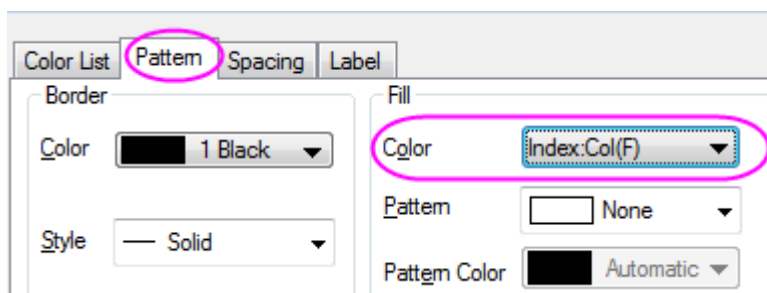 Color List Pattern Spacing Label
Border
Color 1 Black
Style Solid
Fill
Color Index:Col(F)
Pattern None
Pattern Color Automatic